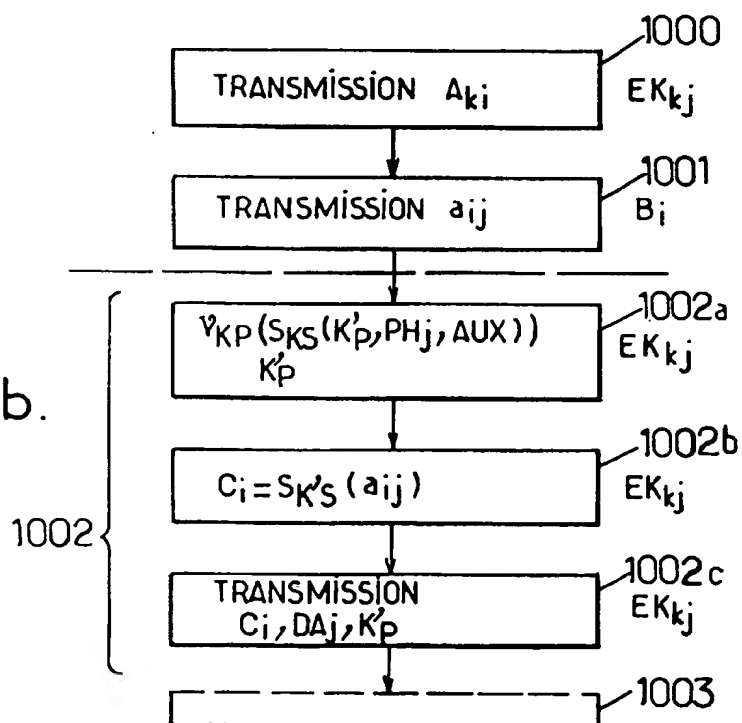 1000
TRANSMISSION Aki
EKkj
1001
TRANSMISSION aij
Bi
1002a
VKP(SKS(K'P,PHj,AUX))
K'P
EKkj
b.
1002b
Ci=SK'S(aij)
EKkj
1002
1002c
TRANSMISSION
Ci,DAj,K'P
EKkj
1003